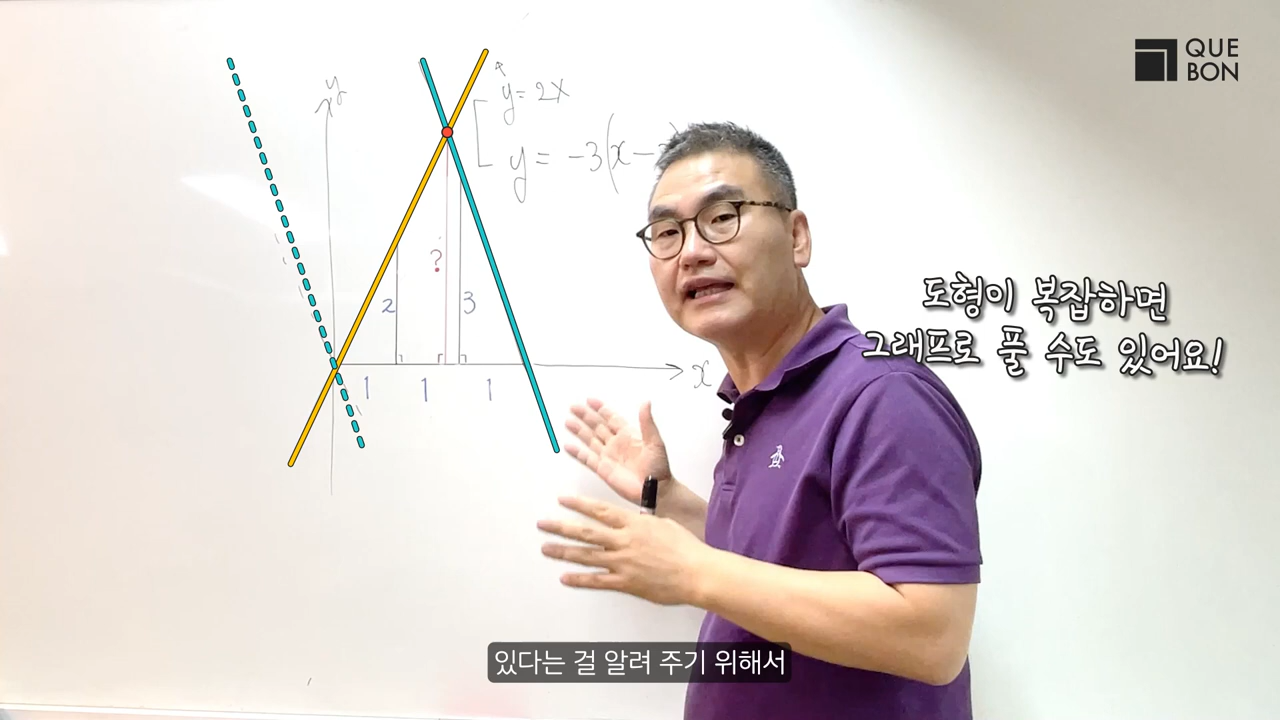 QUE
BON
y
y = 2x
y = -3(x-
?
2
3
x
1 1 1
도형이 복잡하면
그래프로 풀 수도 있어요!
있다는 걸 알려 주기 위해서